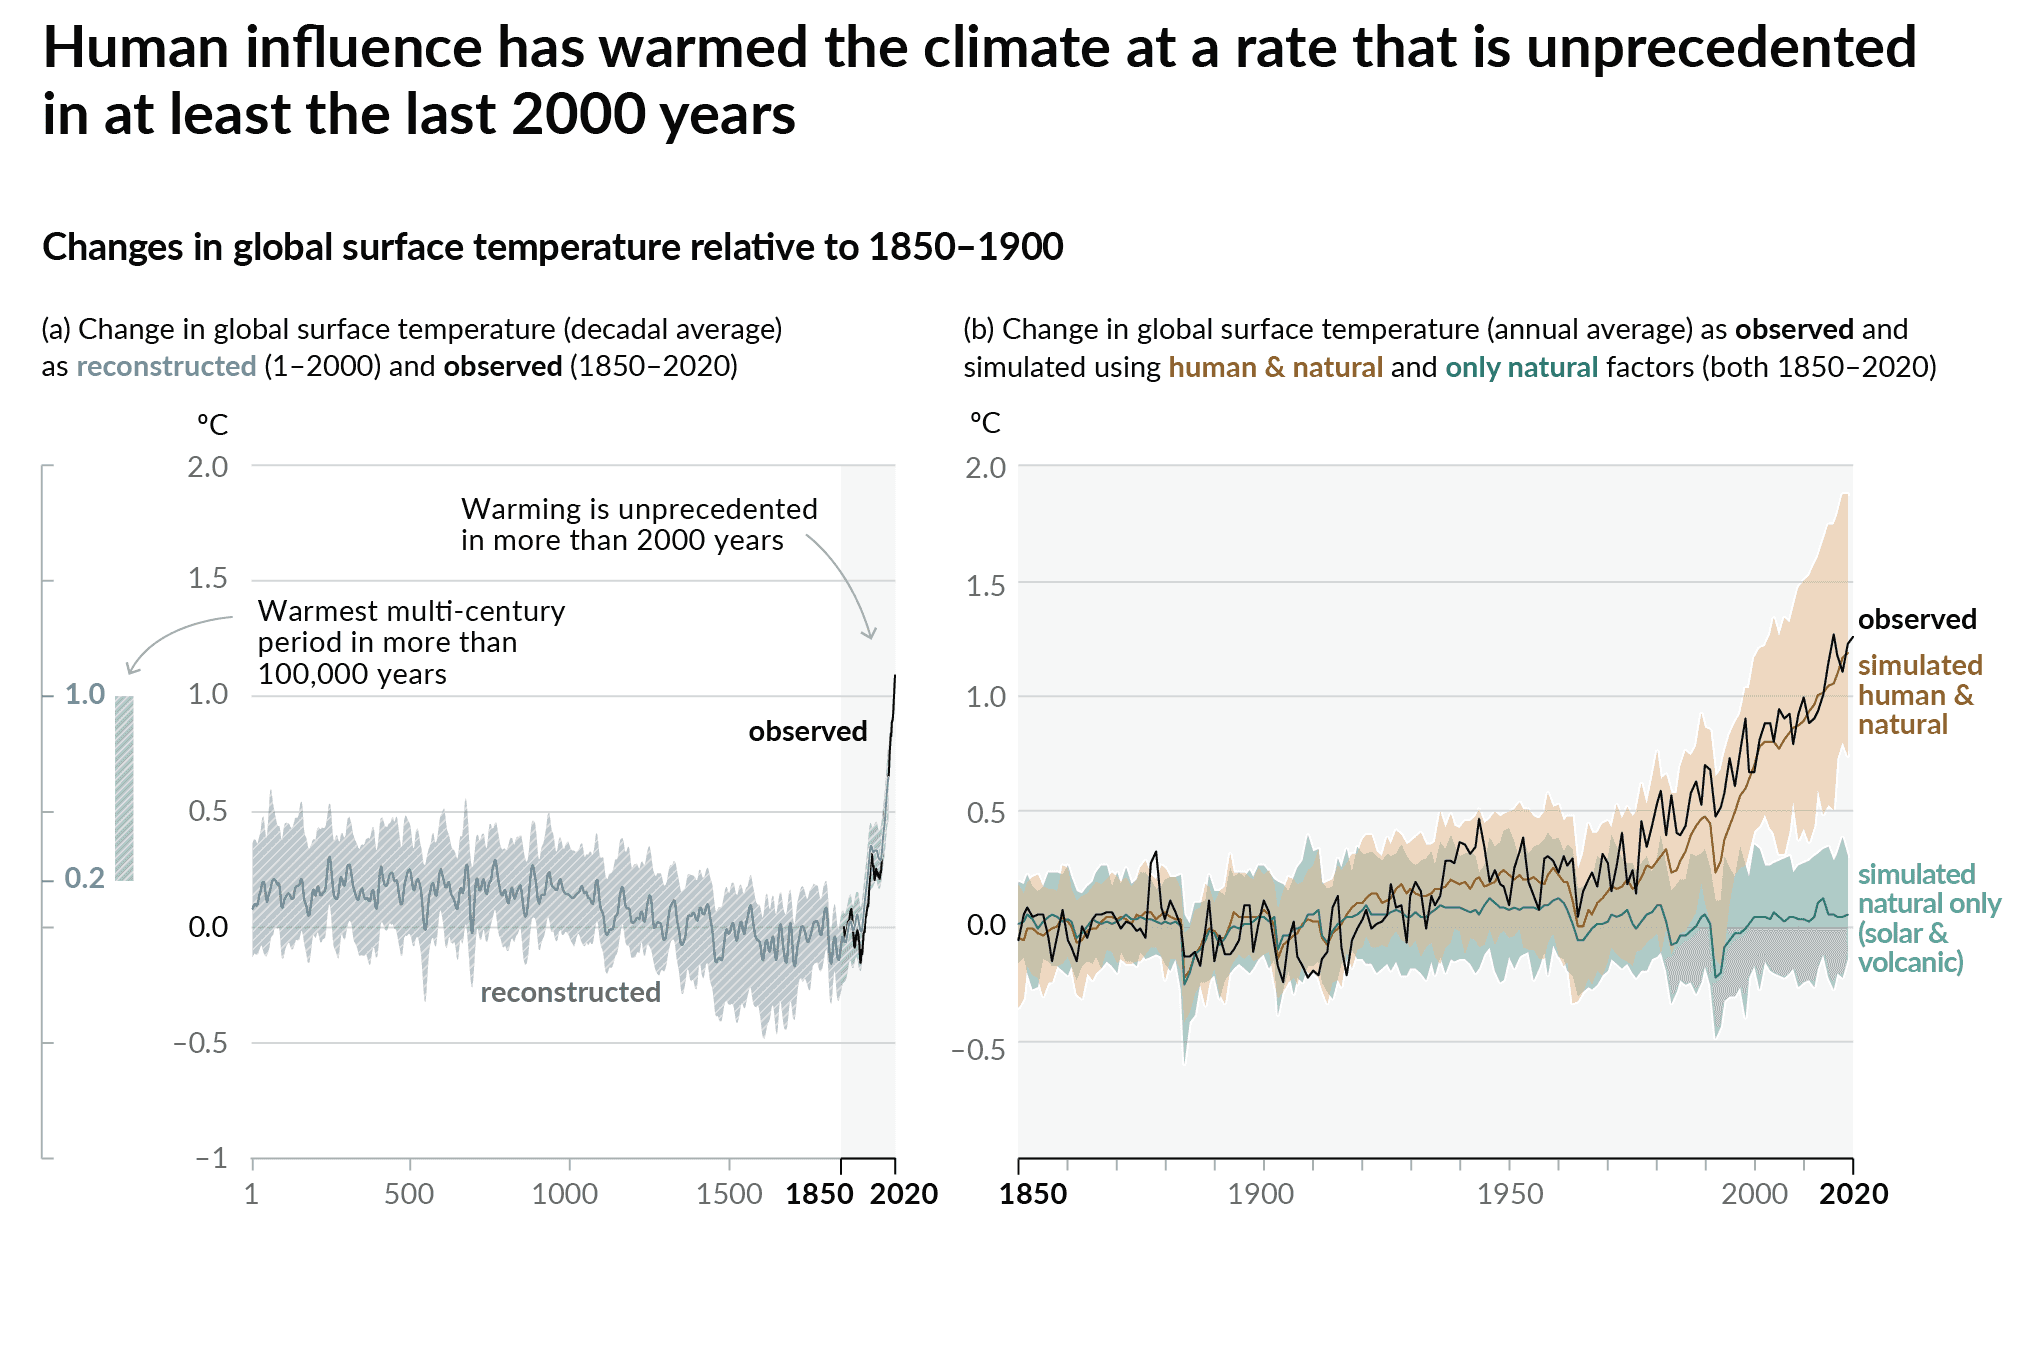 Human influence has warmed the climate at a rate that is unprecedented
in at least the last 2000 years
Changes in global surface temperature relative to 1850–1900
(a) Change in global surface temperature (decadal average)
as reconstructed (1–2000) and observed (1850–2020)
ºC
2.0
1.5
1.0
0.5
0.0
–0.5
–1
1.0
0.2
Warming is unprecedented
in more than 2000 years
Warmest multi-century
period in more than
100,000 years
observed
reconstructed
1 500 1000 1500 1850 2020
(b) Change in global surface temperature (annual average) as observed and
simulated using human & natural and only natural factors (both 1850–2020)
ºC
2.0
1.5
1.0
0.5
0.0
–0.5
observed
simulated
human &
natural
simulated
natural only
(solar &
volcanic)
1850 1900 1950 2000 2020